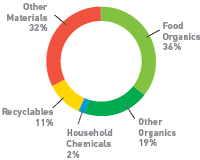 Other
Materials
32%
Food
Organics
36%
Recyclables
11%
Household
Chemicals
2%
Other
Organics
19%